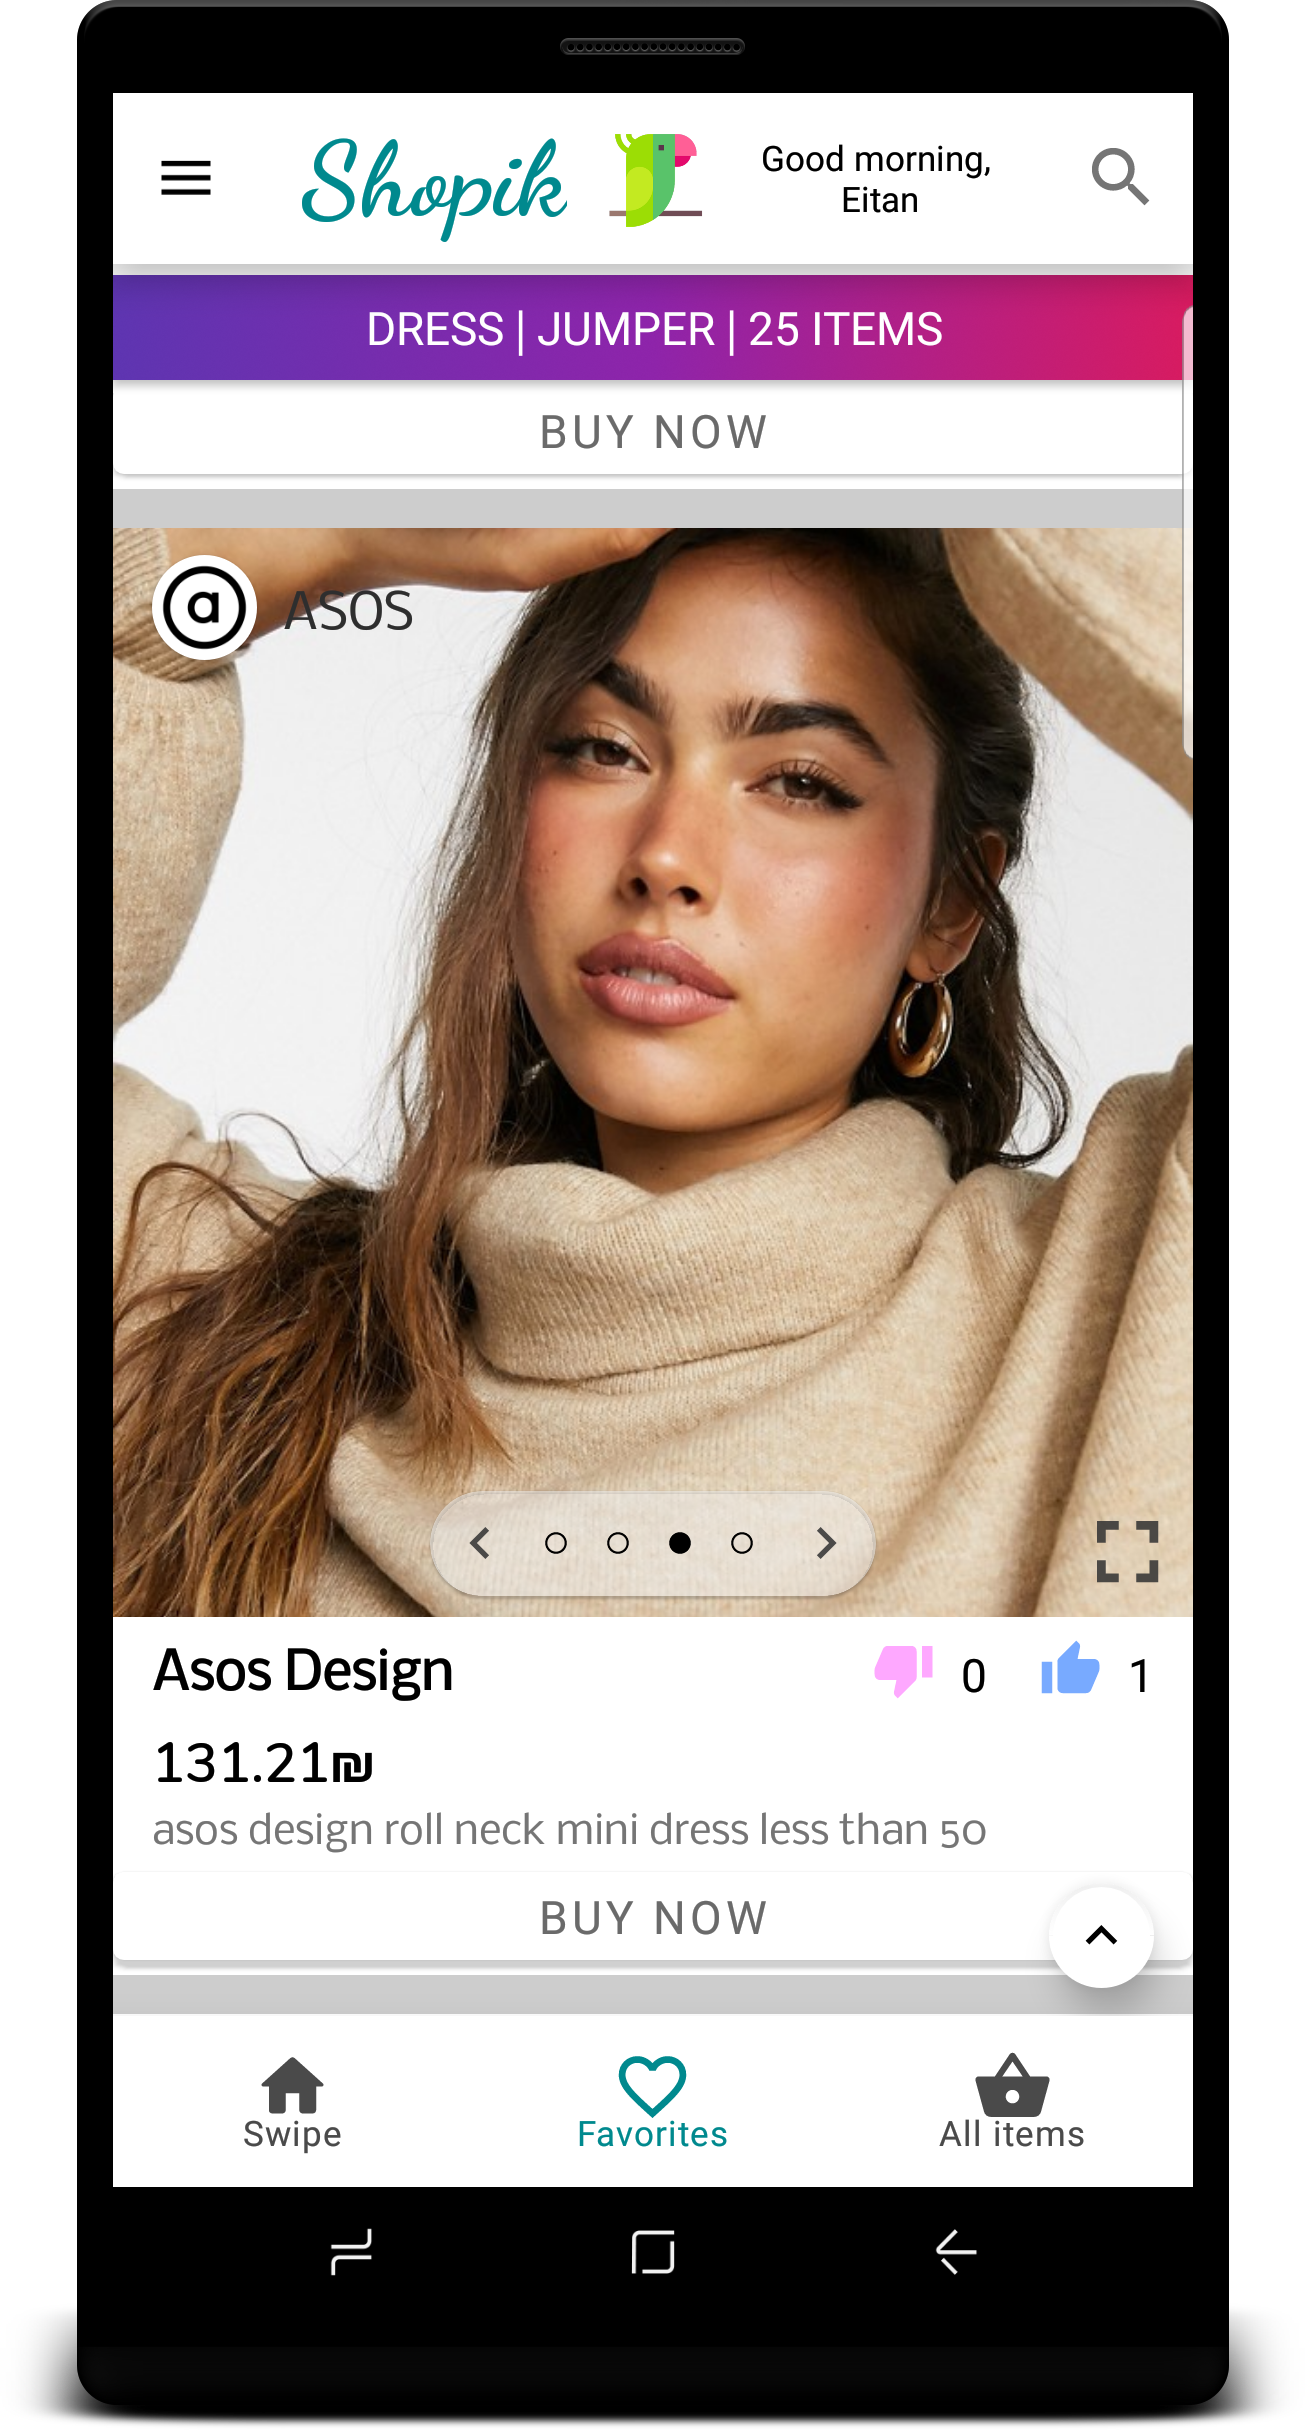 Shopik
Good morning,
Eitan
DRESS | JUMPER | 25 ITEMS
BUY NOW
a
ASOS
Asos Design
0
1
131.21₪
asos design roll neck mini dress less than 50
BUY NOW
Swipe
Favorites
All items